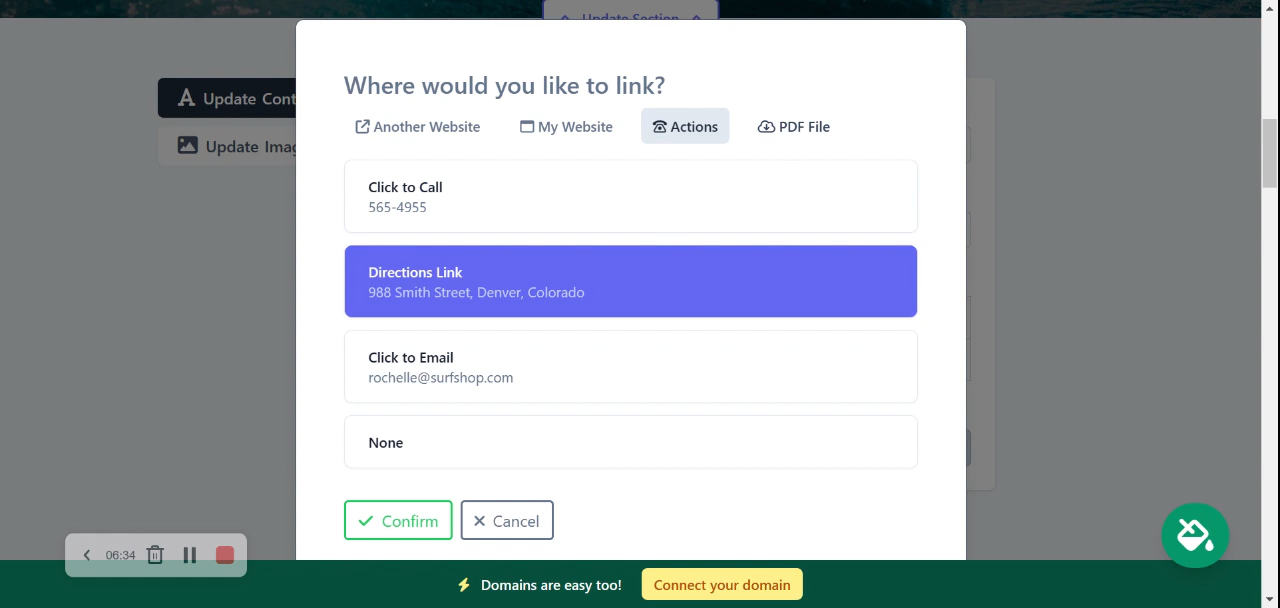 Update Section
Where would you like to link?
Update Cont
Another Website
My Website
Actions
PDF File
Update Imag
Click to Call
565-4955
Directions Link
988 Smith Street, Denver, Colorado
Click to Email
rochelle@surfshop.com
None
Confirm
Cancel
06:34
Domains are easy too!
Connect your domain